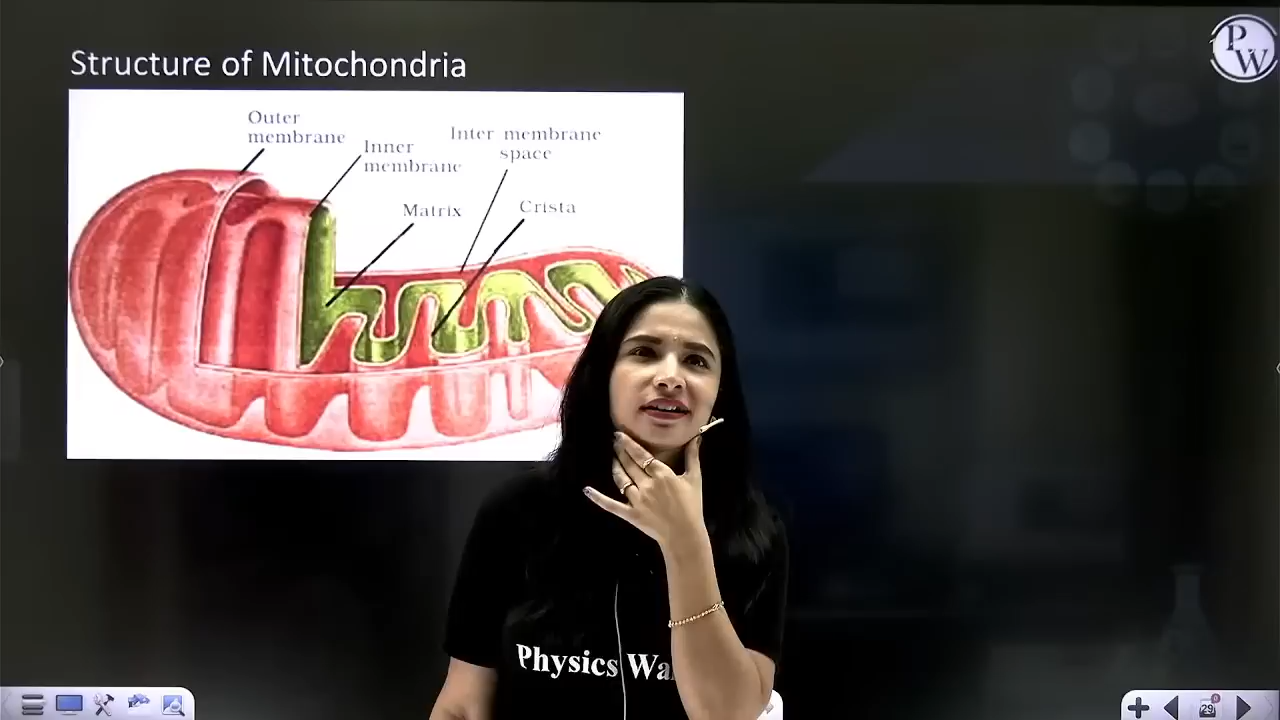 Structure of Mitochondria
PW
Outer
membrane
Inner
membrane
Inter membrane
space
Matrix
Crista
Physics Wa
29